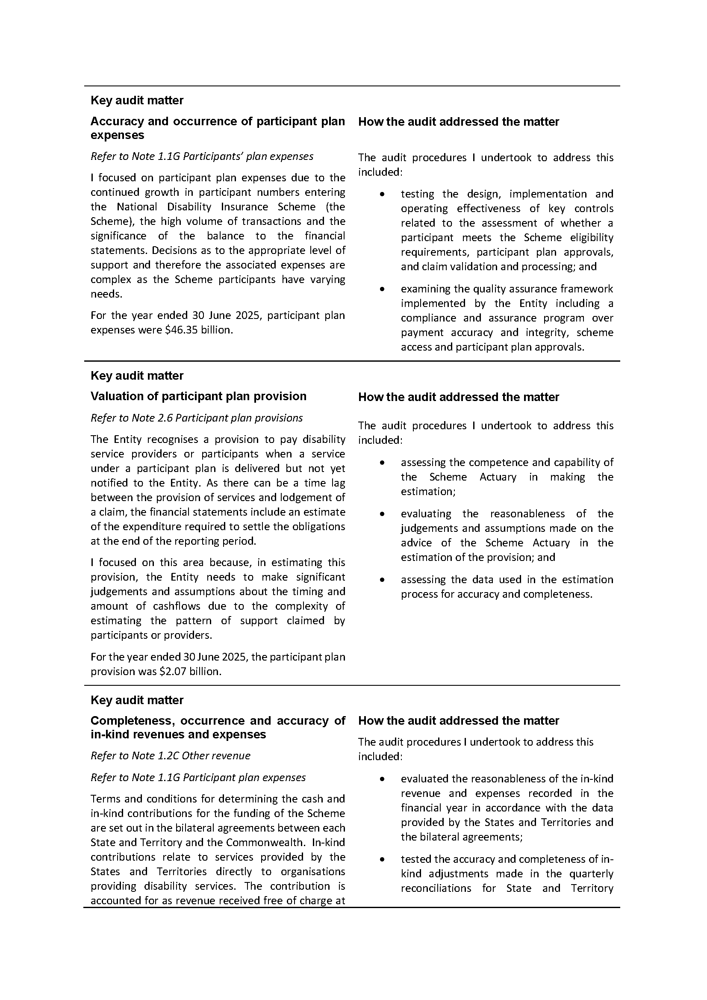 Key audit matter
Accuracy and occurrence of participant plan
expenses
Refer to Note 1.1G Participants’ plan expenses
I focused on participant plan expenses due to the
continued growth in participant numbers entering
the National Disability Insurance Scheme (the
Scheme), the high volume of transactions and the
significance of the balance to the financial
statements. Decisions as to the appropriate level of
support and therefore the associated expenses are
complex as the Scheme participants have varying
needs.
For the year ended 30 June 2025, participant plan
expenses were $46.35 billion.
How the audit addressed the matter
The audit procedures I undertook to address this
included:
• testing the design, implementation and
operating effectiveness of key controls
related to the assessment of whether a
participant meets the Scheme eligibility
requirements, participant plan approvals,
and claim validation and processing; and
• examining the quality assurance framework
implemented by the Entity including a
compliance and assurance program over
payment accuracy and integrity, scheme
access and participant plan approvals.
Key audit matter
Valuation of participant plan provision
Refer to Note 2.6 Participant plan provisions
The Entity recognises a provision to pay disability
service providers or participants when a service
under a participant plan is delivered but not yet
notified to the Entity. As there can be a time lag
between the provision of services and lodgement of
a claim, the financial statements include an estimate
of the expenditure required to settle the obligations
at the end of the reporting period.
I focused on this area because, in estimating this
provision, the Entity needs to make significant
judgements and assumptions about the timing and
amount of cashflows due to the complexity of
estimating the pattern of support claimed by
participants or providers.
For the year ended 30 June 2025, the participant plan
provision was $2.07 billion.
How the audit addressed the matter
The audit procedures I undertook to address this
included:
• assessing the competence and capability of
the Scheme Actuary in making the
estimation;
• evaluating the reasonableness of the
judgements and assumptions made on the
advice of the Scheme Actuary in the
estimation of the provision; and
• assessing the data used in the estimation
process for accuracy and completeness.
Key audit matter
Completeness, occurrence and accuracy of
in-kind revenues and expenses
Refer to Note 1.2C Other revenue
Refer to Note 1.1G Participant plan expenses
Terms and conditions for determining the cash and
in-kind contributions for the funding of the Scheme
are set out in the bilateral agreements between each
State and Territory and the Commonwealth. In-kind
contributions relate to services provided by the
States and Territories directly to organisations
providing disability services. The contribution is
accounted for as revenue received free of charge at
How the audit addressed the matter
The audit procedures I undertook to address this
included:
• evaluated the reasonableness of the in-kind
revenue and expenses recorded in the
financial year in accordance with the data
provided by the States and Territories and
the bilateral agreements;
• tested the accuracy and completeness of in-
kind adjustments made in the quarterly
reconciliations for State and Territory